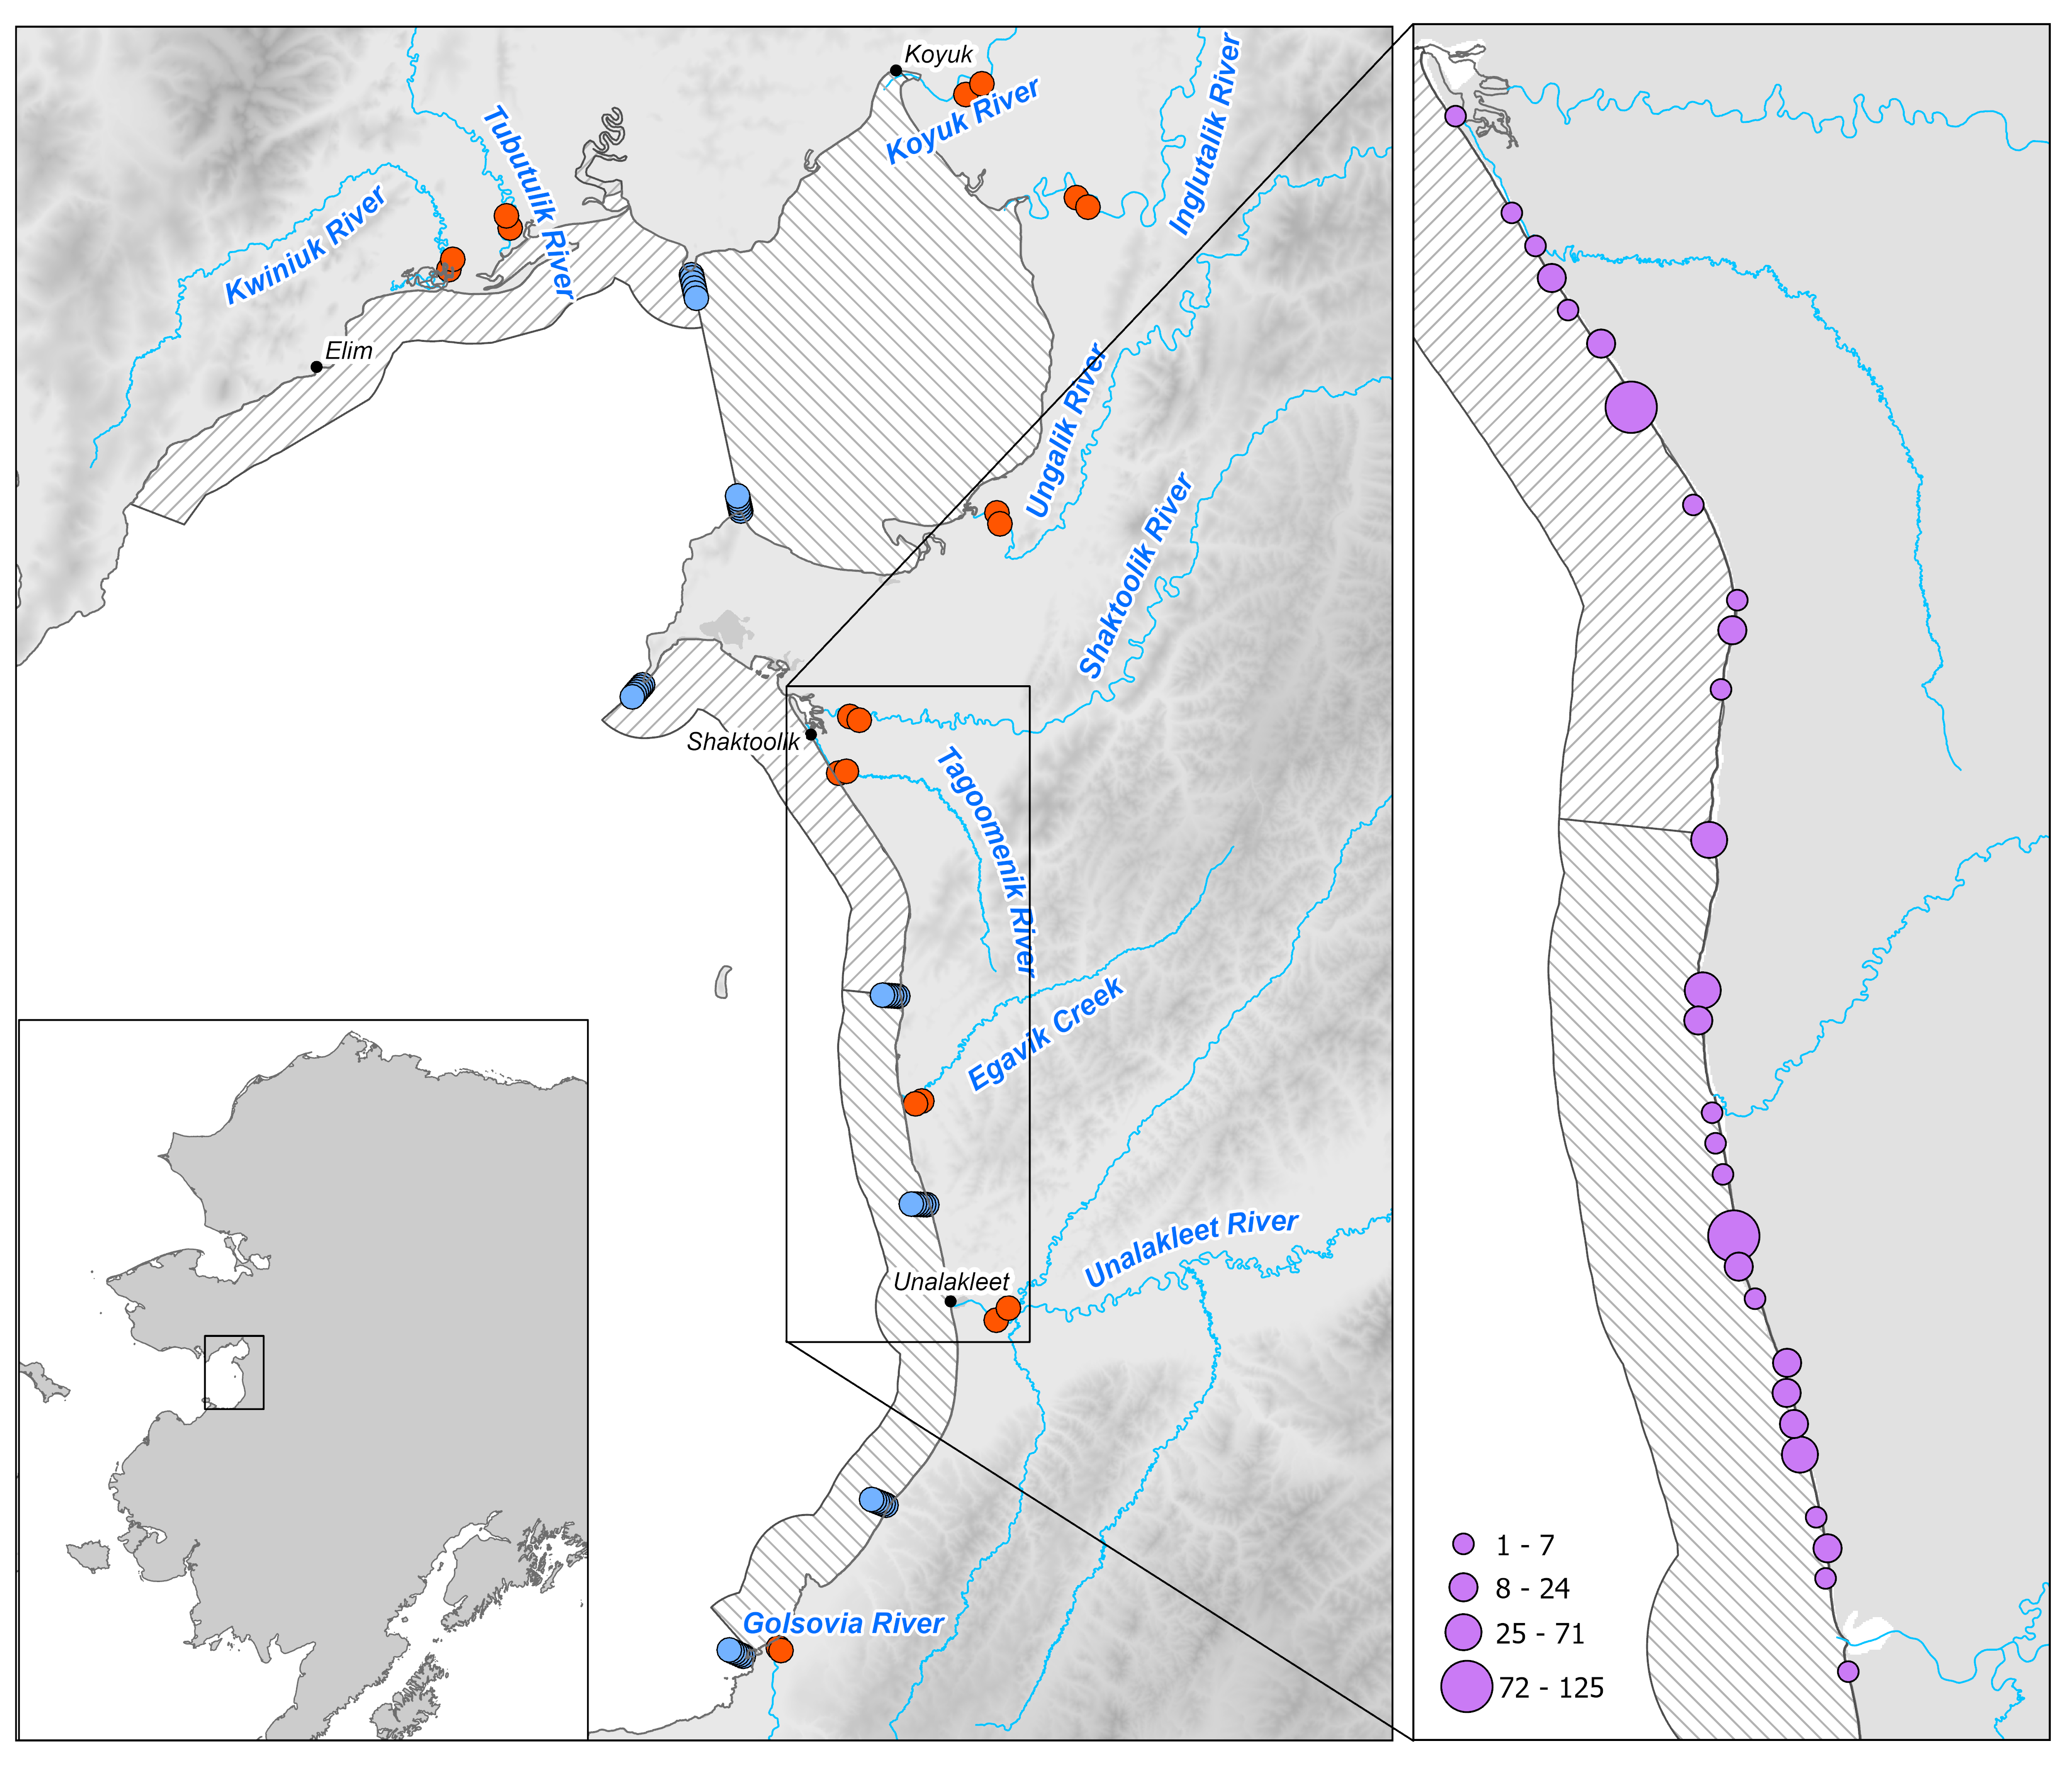 Koyuk
Koyuk River
Inglutalik River
Tubutulik River
Kwiniuk River
Elim
Ungalik River
Shaktoolik River
Shaktoolik
Tagoomenik River
Egavik Creek
Unalakleet River
Unalakleet
Golsovia River
1 - 7
8 - 24
25 - 71
72 - 125